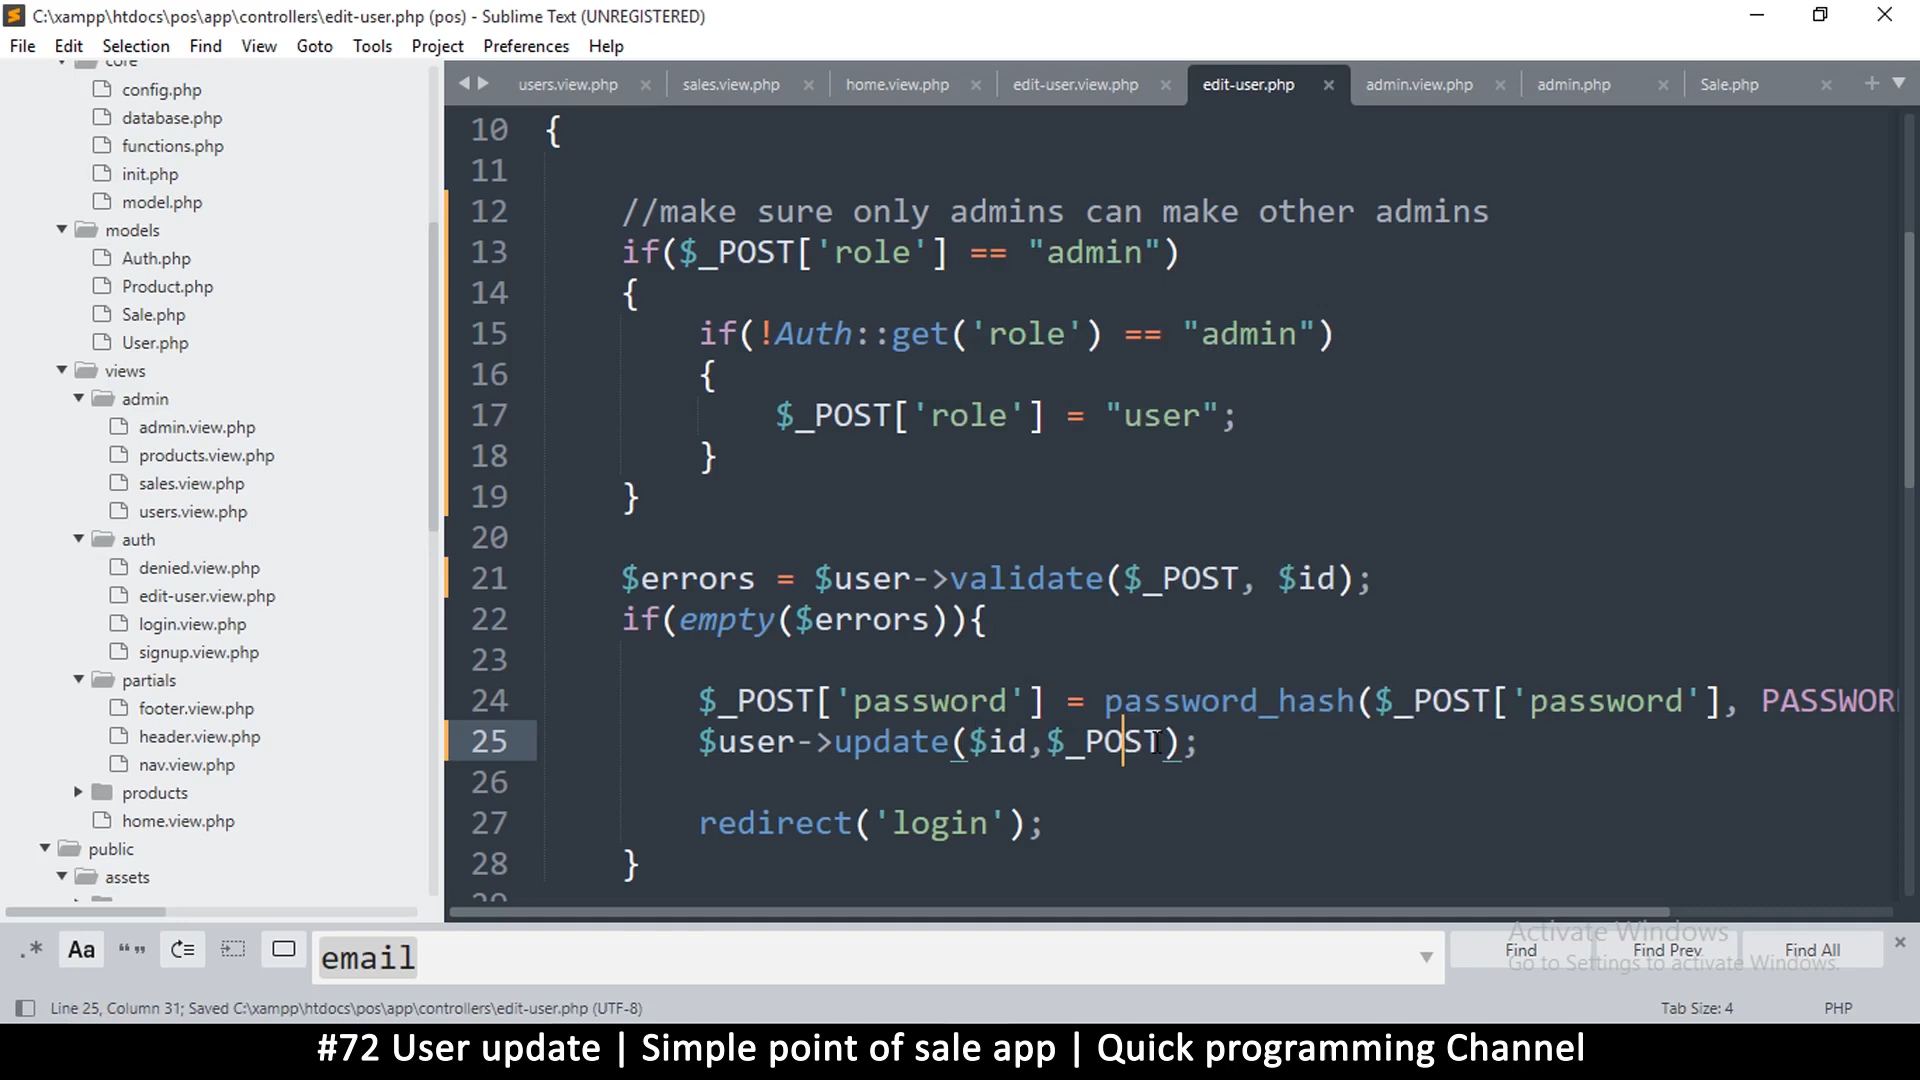 C:\xampp\htdocs\pos\app\controllers\edit-user.php (pos) - Sublime Text (UNREGISTERED)
File Edit Selection Find View Goto Tools Project Preferences Help
core
config.php
database.php
functions.php
init.php
model.php
models
Auth.php
Product.php
Sale.php
User.php
views
admin
admin.view.php
products.view.php
sales.view.php
users.view.php
auth
denied.view.php
edit-user.view.php
login.view.php
signup.view.php
partials
footer.view.php
header.view.php
nav.view.php
products
home.view.php
public
assets
users.view.php sales.view.php home.view.php edit-user.view.php edit-user.php admin.view.php admin.php Sale.php
10 {
11
12 //make sure only admins can make other admins
13 if($_POST['role'] == "admin")
14 {
15 if(!Auth::get('role') == "admin")
16 {
17 $_POST['role'] = "user";
18 }
19 }
20
21 $errors = $user->validate($_POST, $id);
22 if(empty($errors)){
23
24 $_POST['password'] = password_hash($_POST['password'], PASSWOR
25 $user->update($id,$_POST);
26
27 redirect('login');
28 }
29
.* Aa “” email Find Find Prev Find All
Activate Windows
Go to Settings to activate Windows.
Line 25, Column 31; Saved C:\xampp\htdocs\pos\app\controllers\edit-user.php (UTF-8) Tab Size: 4 PHP
#72 User update | Simple point of sale app | Quick programming Channel